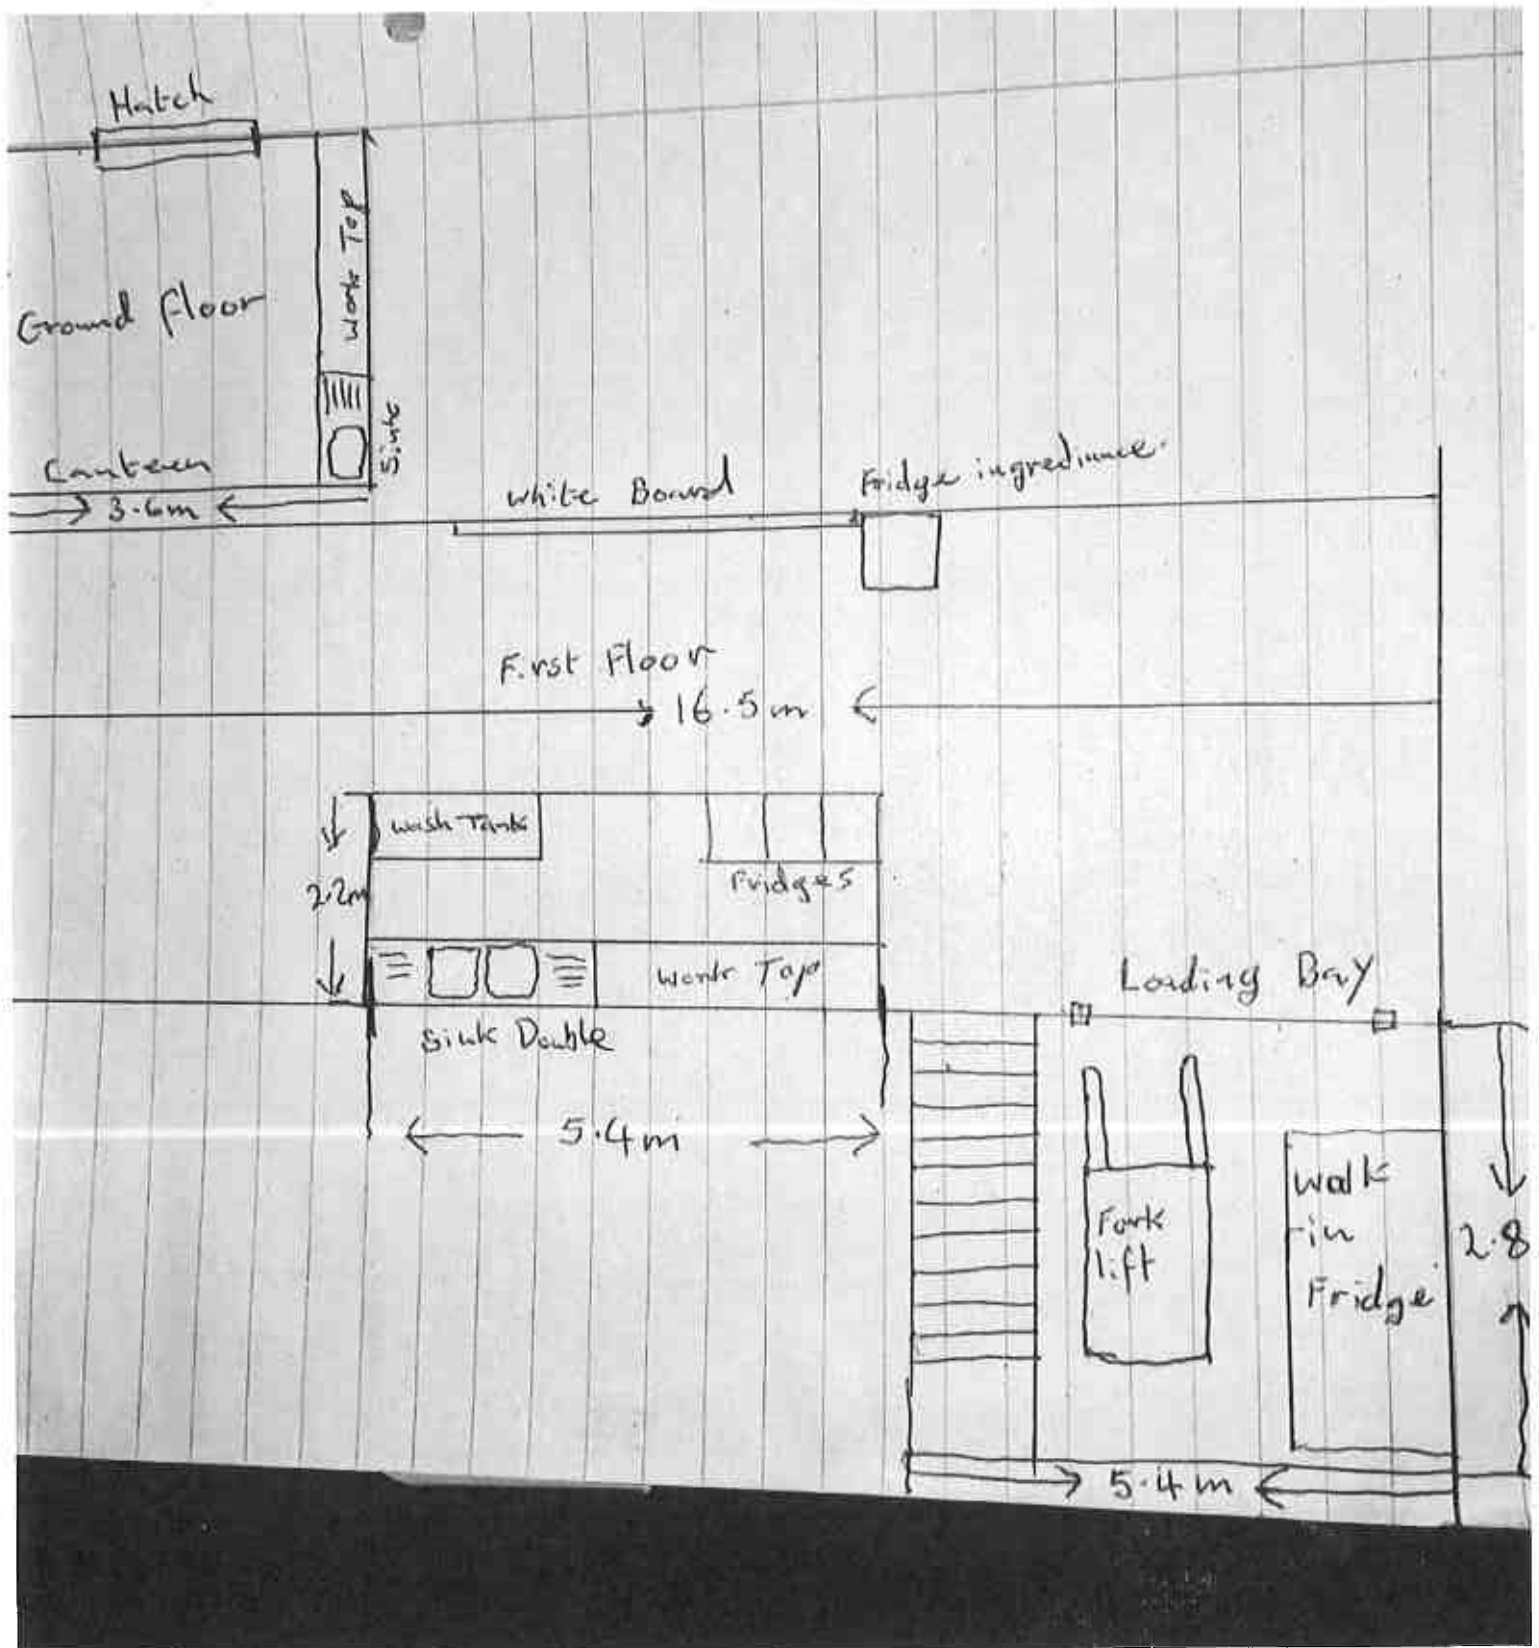 Hatch
Work Top
Ground Floor
Sink
Canteen
3.6m
White Board
Fridge ingredience.
First Floor
16.5m
Wash Tank
2.2m
Fridges
Work Top
Sink Double
Loading Bay
5.4m
Fork
lift
Walk
-in
Fridge
2.8
5.4m